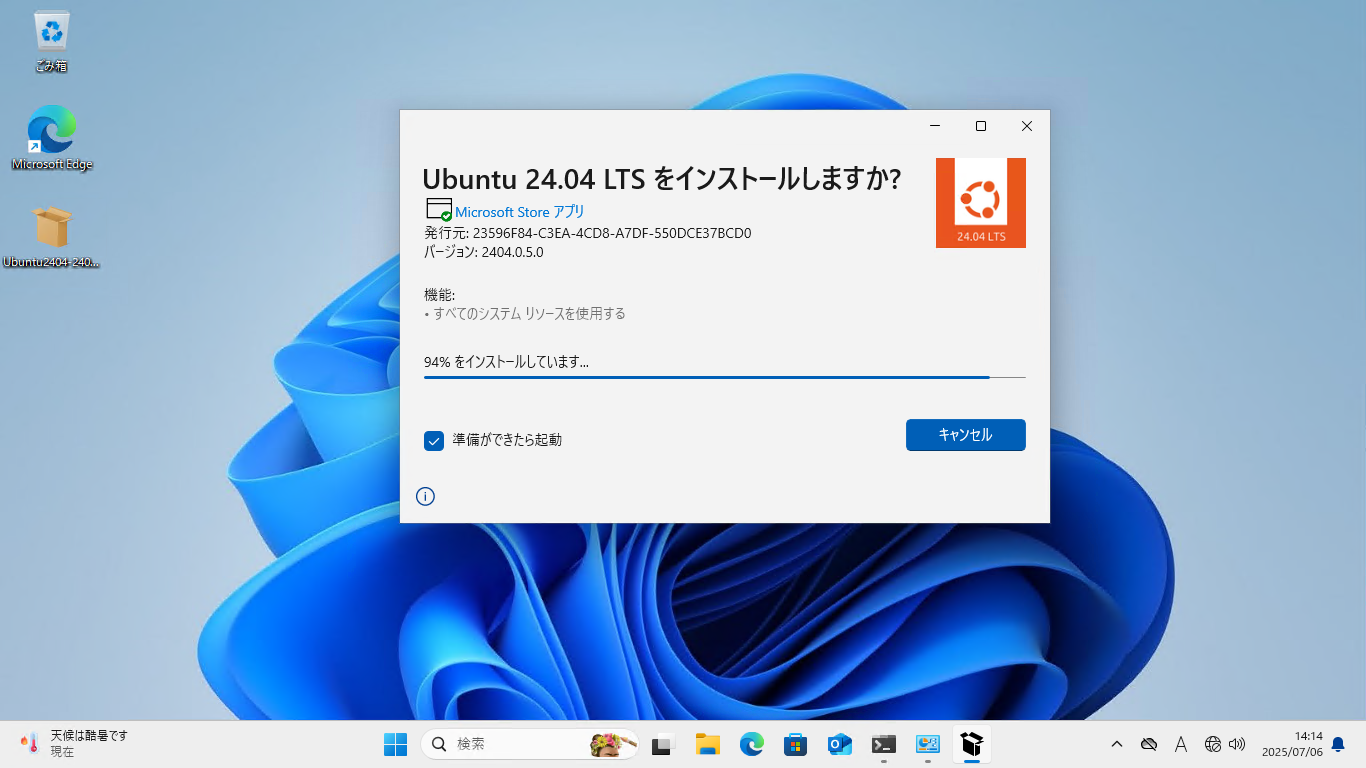 ごみ箱
Microsoft Edge
Ubuntu2404-240...
Ubuntu 24.04 LTS をインストールしますか?
Microsoft Store アプリ
発行元: 23596F84-C3EA-4CD8-A7DF-550DCE37BCD0
バージョン: 2404.0.5.0
24.04 LTS
機能:
• すべてのシステム リソースを使用する
94% をインストールしています...
準備ができたら起動
キャンセル
天候は酷暑です
現在
検索
A
14:14
2025/07/06